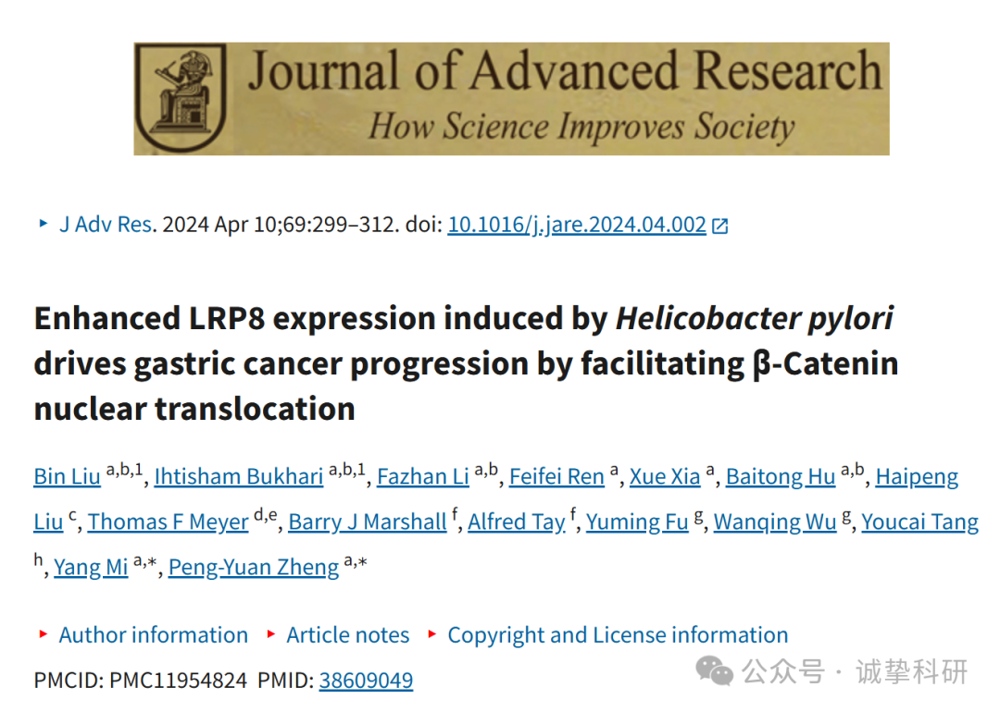 Journal of Advanced Research
How Science Improves Society
J Adv Res. 2024 Apr 10;69:299–312. doi: 10.1016/j.jare.2024.04.002
Enhanced LRP8 expression induced by Helicobacter pylori
drives gastric cancer progression by facilitating β-Catenin
nuclear translocation
Bin Liu a,b,1, Ihtisham Bukhari a,b,1, Fazhan Li a,b, Feifei Ren a, Xue Xia a, Baitong Hu a,b, Haipeng
Liu c, Thomas F Meyer d,e, Barry J Marshall f, Alfred Tay f, Yuming Fu g, Wanqing Wu g, Youcai Tang
h, Yang Mi a,∗, Peng-Yuan Zheng a,∗
Author information Article notes Copyright and License information
PMCID: PMC11954824 PMID: 38609049
公众号 · 诚挚科研